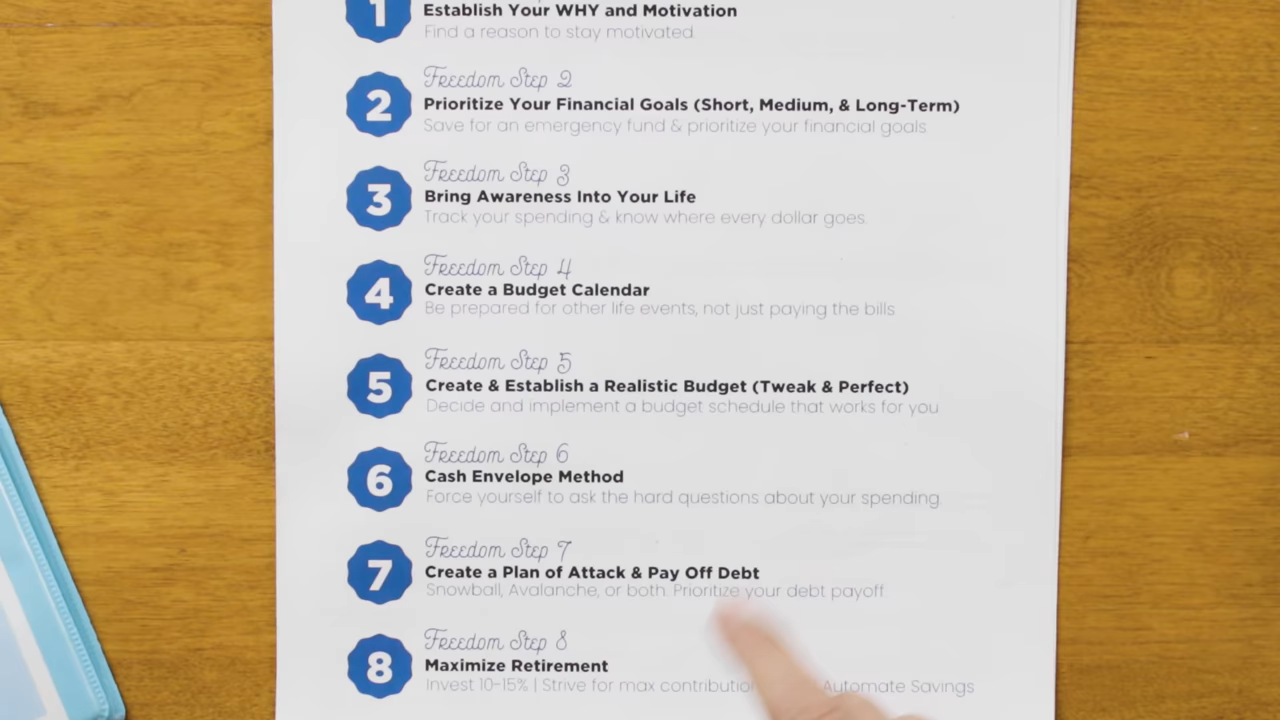 1
Establish Your WHY and Motivation
Find a reason to stay motivated
Freedom Step 2
2
Prioritize Your Financial Goals (Short, Medium, & Long-Term)
Save for an emergency fund & prioritize your financial goals
Freedom Step 3
3
Bring Awareness Into Your Life
Track your spending & know where every dollar goes
Freedom Step 4
4
Create a Budget Calendar
Be prepared for other life events, not just paying the bills
Freedom Step 5
5
Create & Establish a Realistic Budget (Tweak & Perfect)
Decide and implement a budget schedule that works for you
Freedom Step 6
6
Cash Envelope Method
Force yourself to ask the hard questions about your spending
Freedom Step 7
7
Create a Plan of Attack & Pay Off Debt
Snowball, Avalanche, or both. Prioritize your debt payoff
Freedom Step 8
8
Maximize Retirement
Invest 10-15% | Strive for max Automate Savings